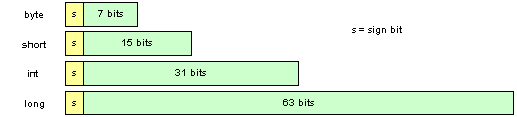 byte s 7 bits
short s 15 bits s = sign bit
int s 31 bits
long s 63 bits